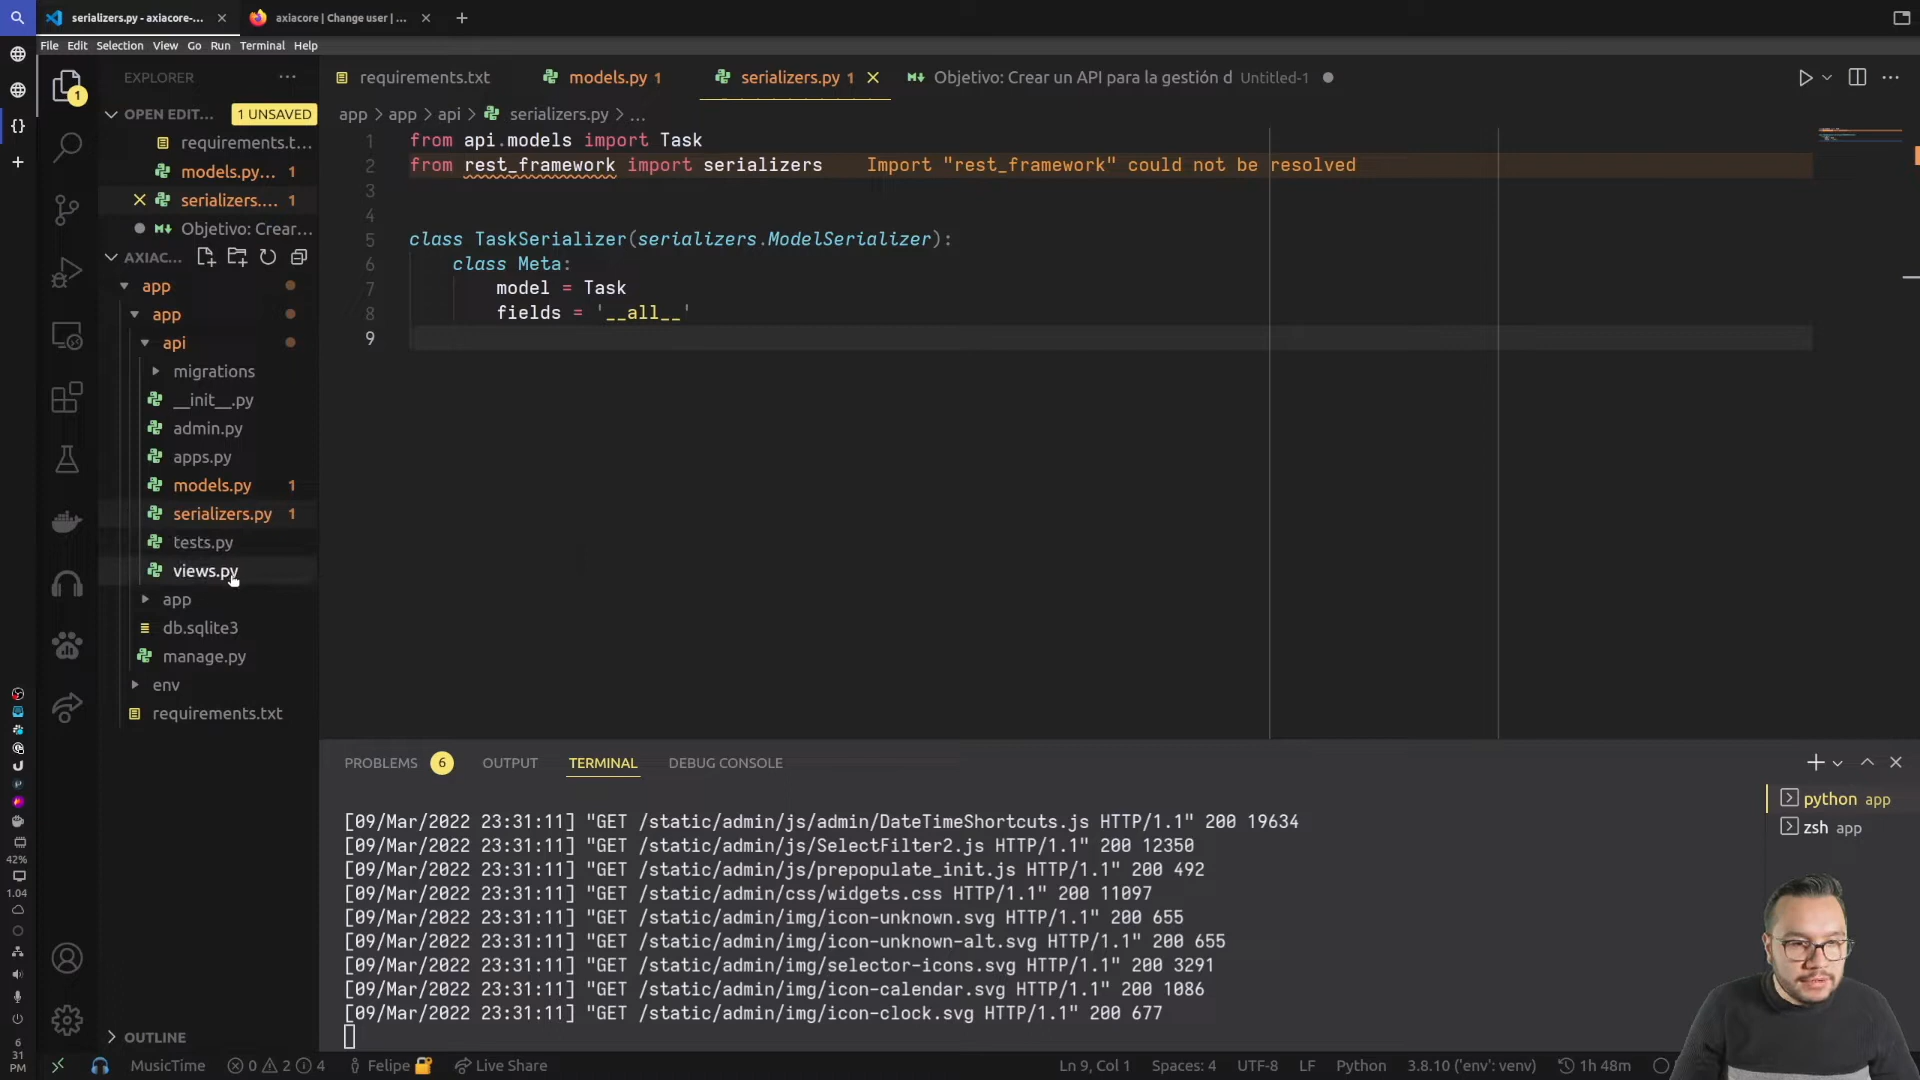 serializers.py - axiacore-...
axiacore | Change user | ...
File Edit Selection View Go Run Terminal Help
EXPLORER
OPEN EDIT...
1 UNSAVED
requirements.t...
models.py... 1
serializers.... 1
Objetivo: Crear...
AXIAC...
app
app
api
migrations
__init__.py
admin.py
apps.py
models.py 1
serializers.py 1
tests.py
views.py
app
db.sqlite3
manage.py
env
requirements.txt
OUTLINE
1
requirements.txt
models.py 1
serializers.py 1
Objetivo: Crear un API para la gestión d Untitled-1
app > app > api > serializers.py > ...
1 from api.models import Task
2 from rest_framework import serializers Import "rest_framework" could not be resolved
3
4
5 class TaskSerializer(serializers.ModelSerializer):
6 class Meta:
7 model = Task
8 fields = '__all__'
9
PROBLEMS 6 OUTPUT TERMINAL DEBUG CONSOLE
[09/Mar/2022 23:31:11] "GET /static/admin/js/admin/DateTimeShortcuts.js HTTP/1.1" 200 19634
[09/Mar/2022 23:31:11] "GET /static/admin/js/SelectFilter2.js HTTP/1.1" 200 12350
[09/Mar/2022 23:31:11] "GET /static/admin/js/prepopulate_init.js HTTP/1.1" 200 492
[09/Mar/2022 23:31:11] "GET /static/admin/css/widgets.css HTTP/1.1" 200 11097
[09/Mar/2022 23:31:11] "GET /static/admin/img/icon-unknown.svg HTTP/1.1" 200 655
[09/Mar/2022 23:31:11] "GET /static/admin/img/icon-unknown-alt.svg HTTP/1.1" 200 655
[09/Mar/2022 23:31:11] "GET /static/admin/img/selector-icons.svg HTTP/1.1" 200 3291
[09/Mar/2022 23:31:11] "GET /static/admin/img/icon-calendar.svg HTTP/1.1" 200 1086
[09/Mar/2022 23:31:11] "GET /static/admin/img/icon-clock.svg HTTP/1.1" 200 677
python app
zsh app
42%
1.04
6
31
PM
MusicTime 0 2 4 Felipe Live Share
Ln 9, Col 1 Spaces: 4 UTF-8 LF Python 3.8.10 ('env': venv) 1h 48m